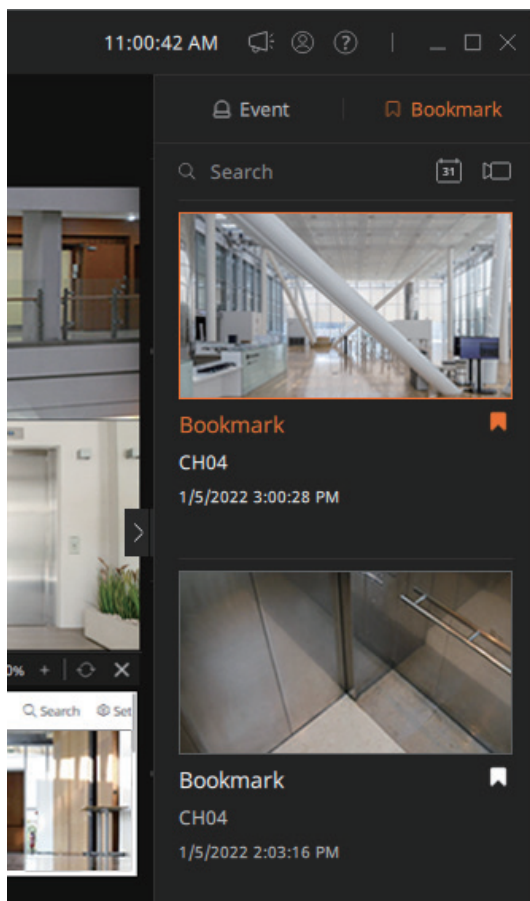 11:00:42 AM
Event
Bookmark
Search
31
Bookmark
CH04
1/5/2022 3:00:28 PM
0% +
Search Set
Bookmark
CH04
1/5/2022 2:03:16 PM